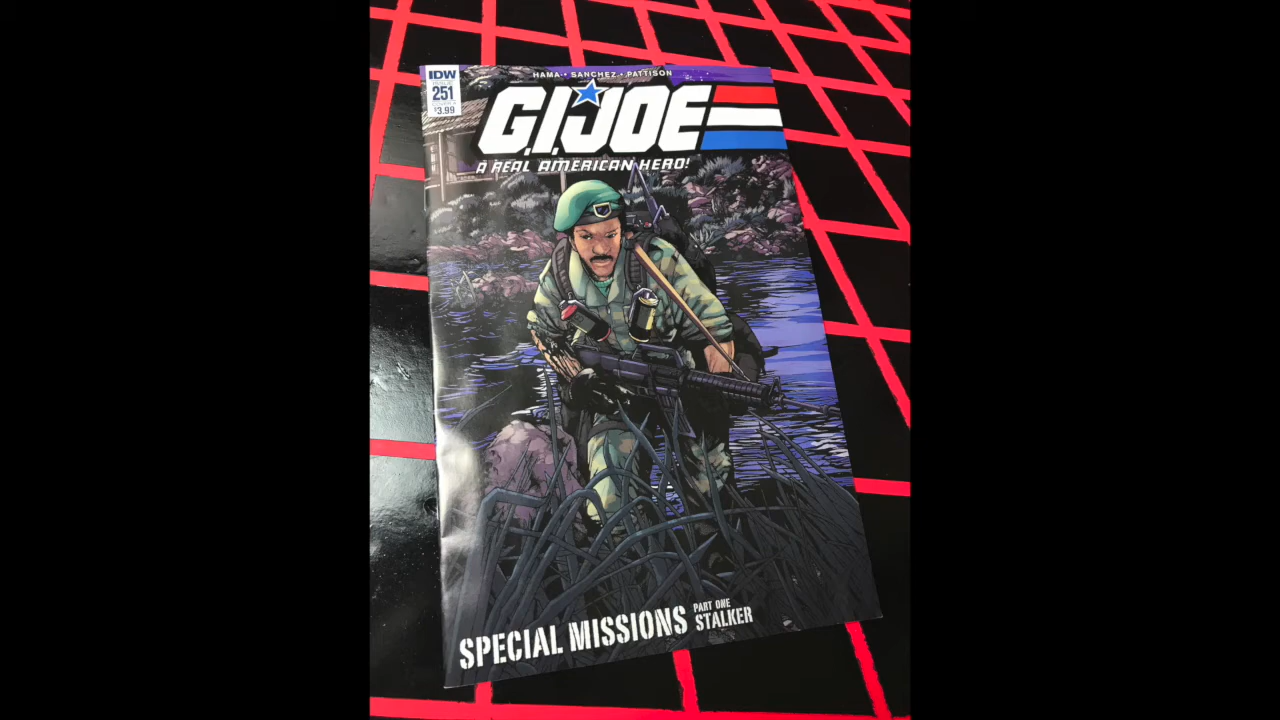 IDW
251
$3.99
HAMA • SANCHEZ • PATTISON
G.I.JOE
A REAL AMERICAN HERO!
SPECIAL MISSIONS
PART ONE
STALKER